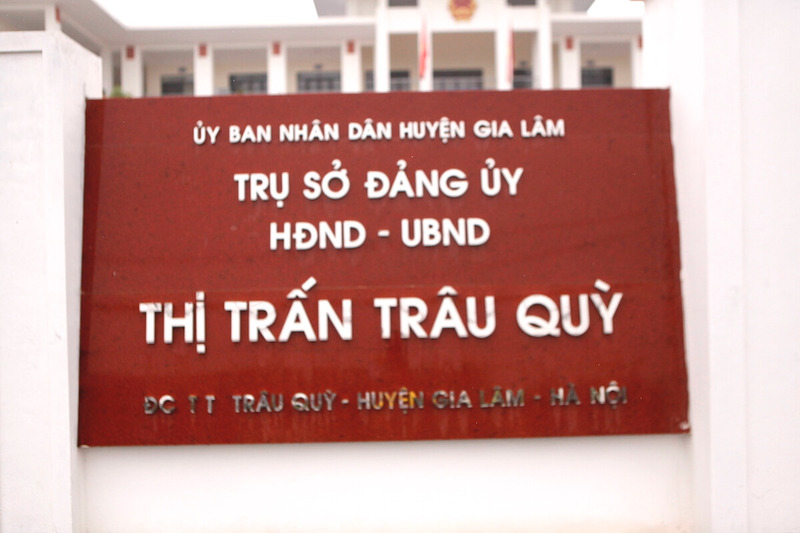 ỦY BAN NHÂN DÂN HUYỆN GIA LÂM
TRỤ SỞ ĐẢNG ỦY
HĐND - UBND
THỊ TRẤN TRÂU QUỲ
ĐC T T TRÂU QUỲ - HUYỆN GIA LÂM - HÀ NỘI